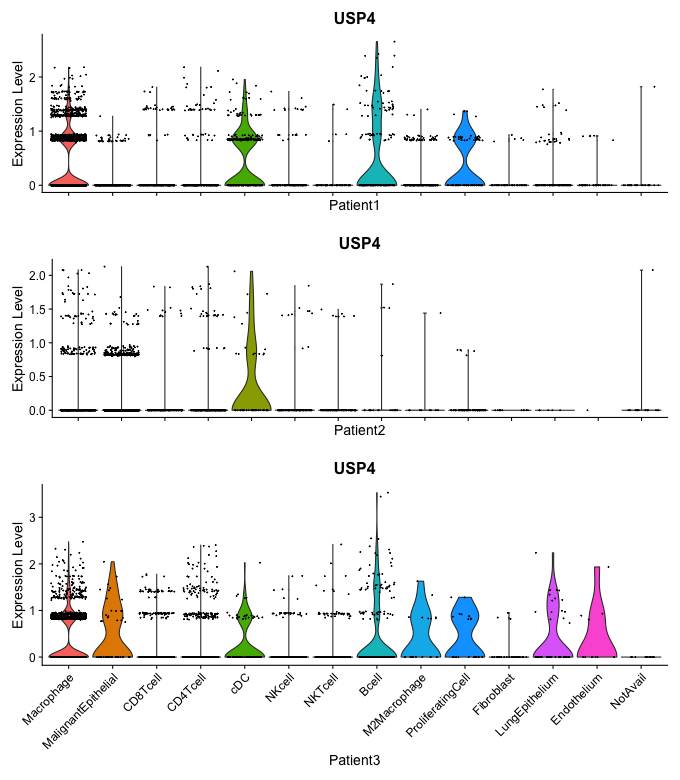 USP4
Expression Level
2
1
0
Patient1
USP4
Expression Level
2.0
1.5
1.0
0.5
0.0
Patient2
USP4
Expression Level
3
2
1
0
Macrophage
MalignantEpithelial
CD8Tcell
CD4Tcell
cDC
NKcell
NKTcell
Bcell
M2Macrophage
ProliferatingCell
Fibroblast
LungEpithelium
Endothelium
NotAvail
Patient3